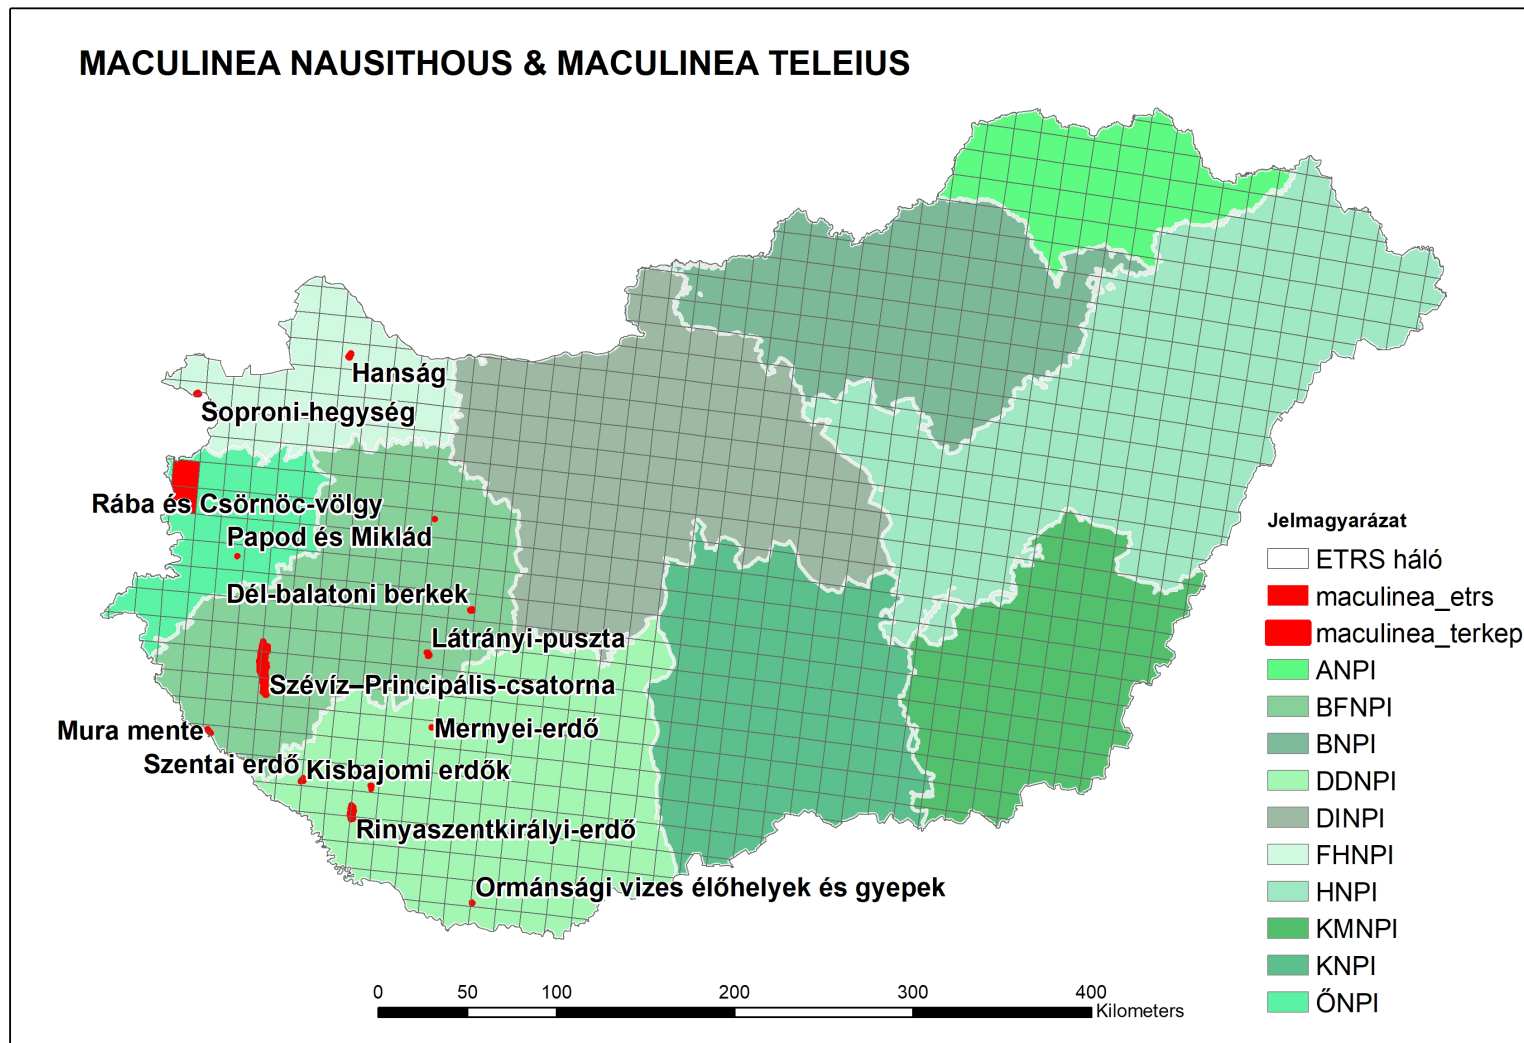 MACULINEA NAUSITHOUS & MACULINEA TELEIUS
Hanság
Soproni-hegység
Rába és Csörnöc-völgy
Papod és Miklád
Dél-balatoni berkek
Látrányi-puszta
Szévíz–Principális-csatorna
Mura mente
Mernyei-erdő
Szentai erdő
Kisbajomi erdők
Rinyaszentkirályi-erdő
Ormánsági vizes élőhelyek és gyepek
Jelmagyarázat
ETRS háló
maculinea_etrs
maculinea_terkep
ANPI
BFNPI
BNPI
DDNPI
DINPI
FHNPI
HNPI
KMNPI
KNPI
ŐNPI
0 50 100 200 300 400
Kilometers